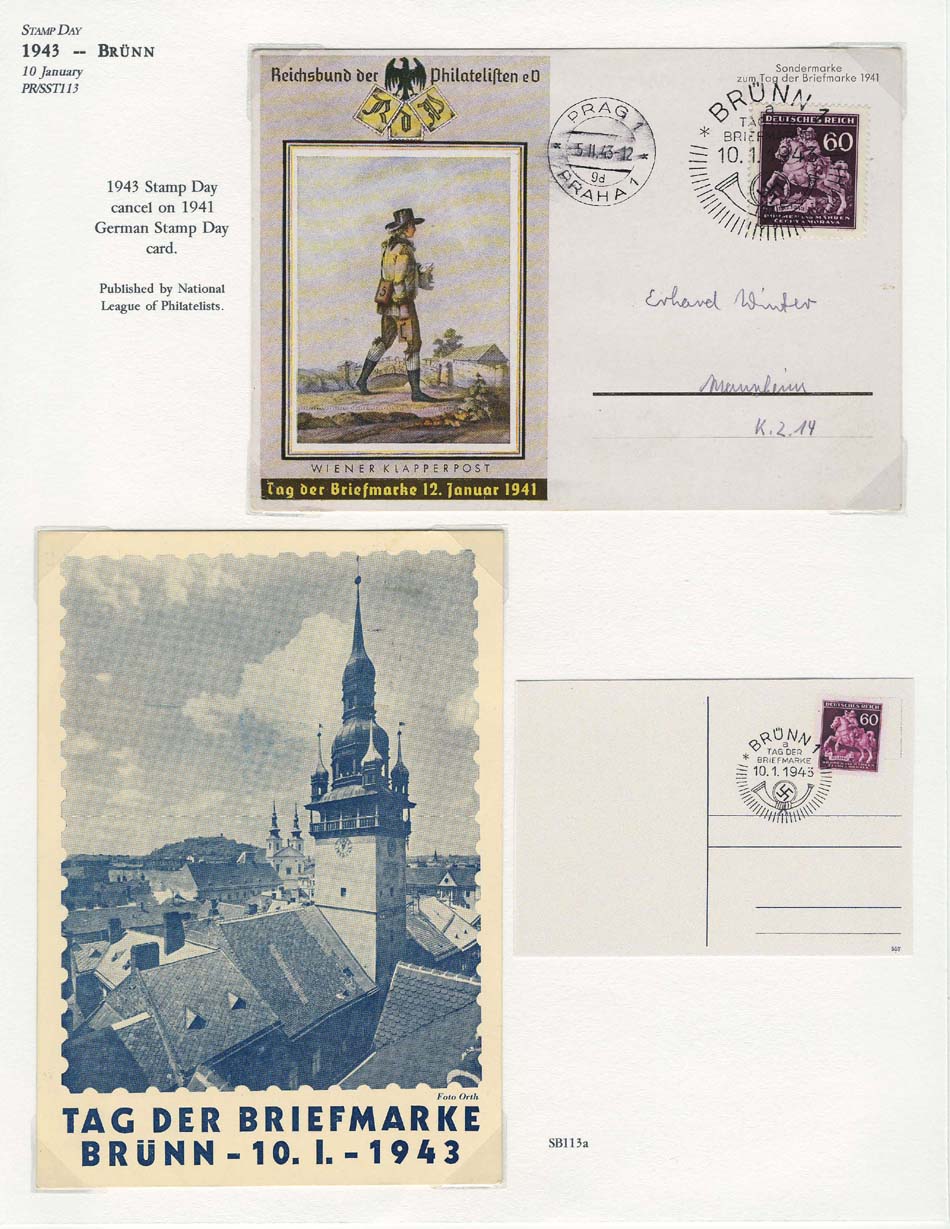 STAMP DAY
1943 -- BRÜNN
10 January
PR/SST113
1943 Stamp Day
cancel on 1941
German Stamp Day
card.
Published by National
League of Philatelists.
Reichsbund der Philatelisten e V
R d P
WIENER KLAPPERPOST
Tag der Briefmarke 12. Januar 1941
PRAG 1
5.II.43-12
9d
PRAHA 1
Sondermarke
zum Tag der Briefmarke 1941
* BRÜNN 1
a
TAG
BRIEFM
10.1.1943
DEUTSCHES REICH
60
BÖHMEN UND MÄHREN
ČECHY A MORAVA
Erhard Winter
Mannheim
K. 2. 14
Foto Orth
TAG DER BRIEFMARKE
BRÜNN - 10. I. - 1943
DEUTSCHES REICH
60
* BRÜNN 1
a
TAG DER
BRIEFMARKE
10.1.1943
SB113a